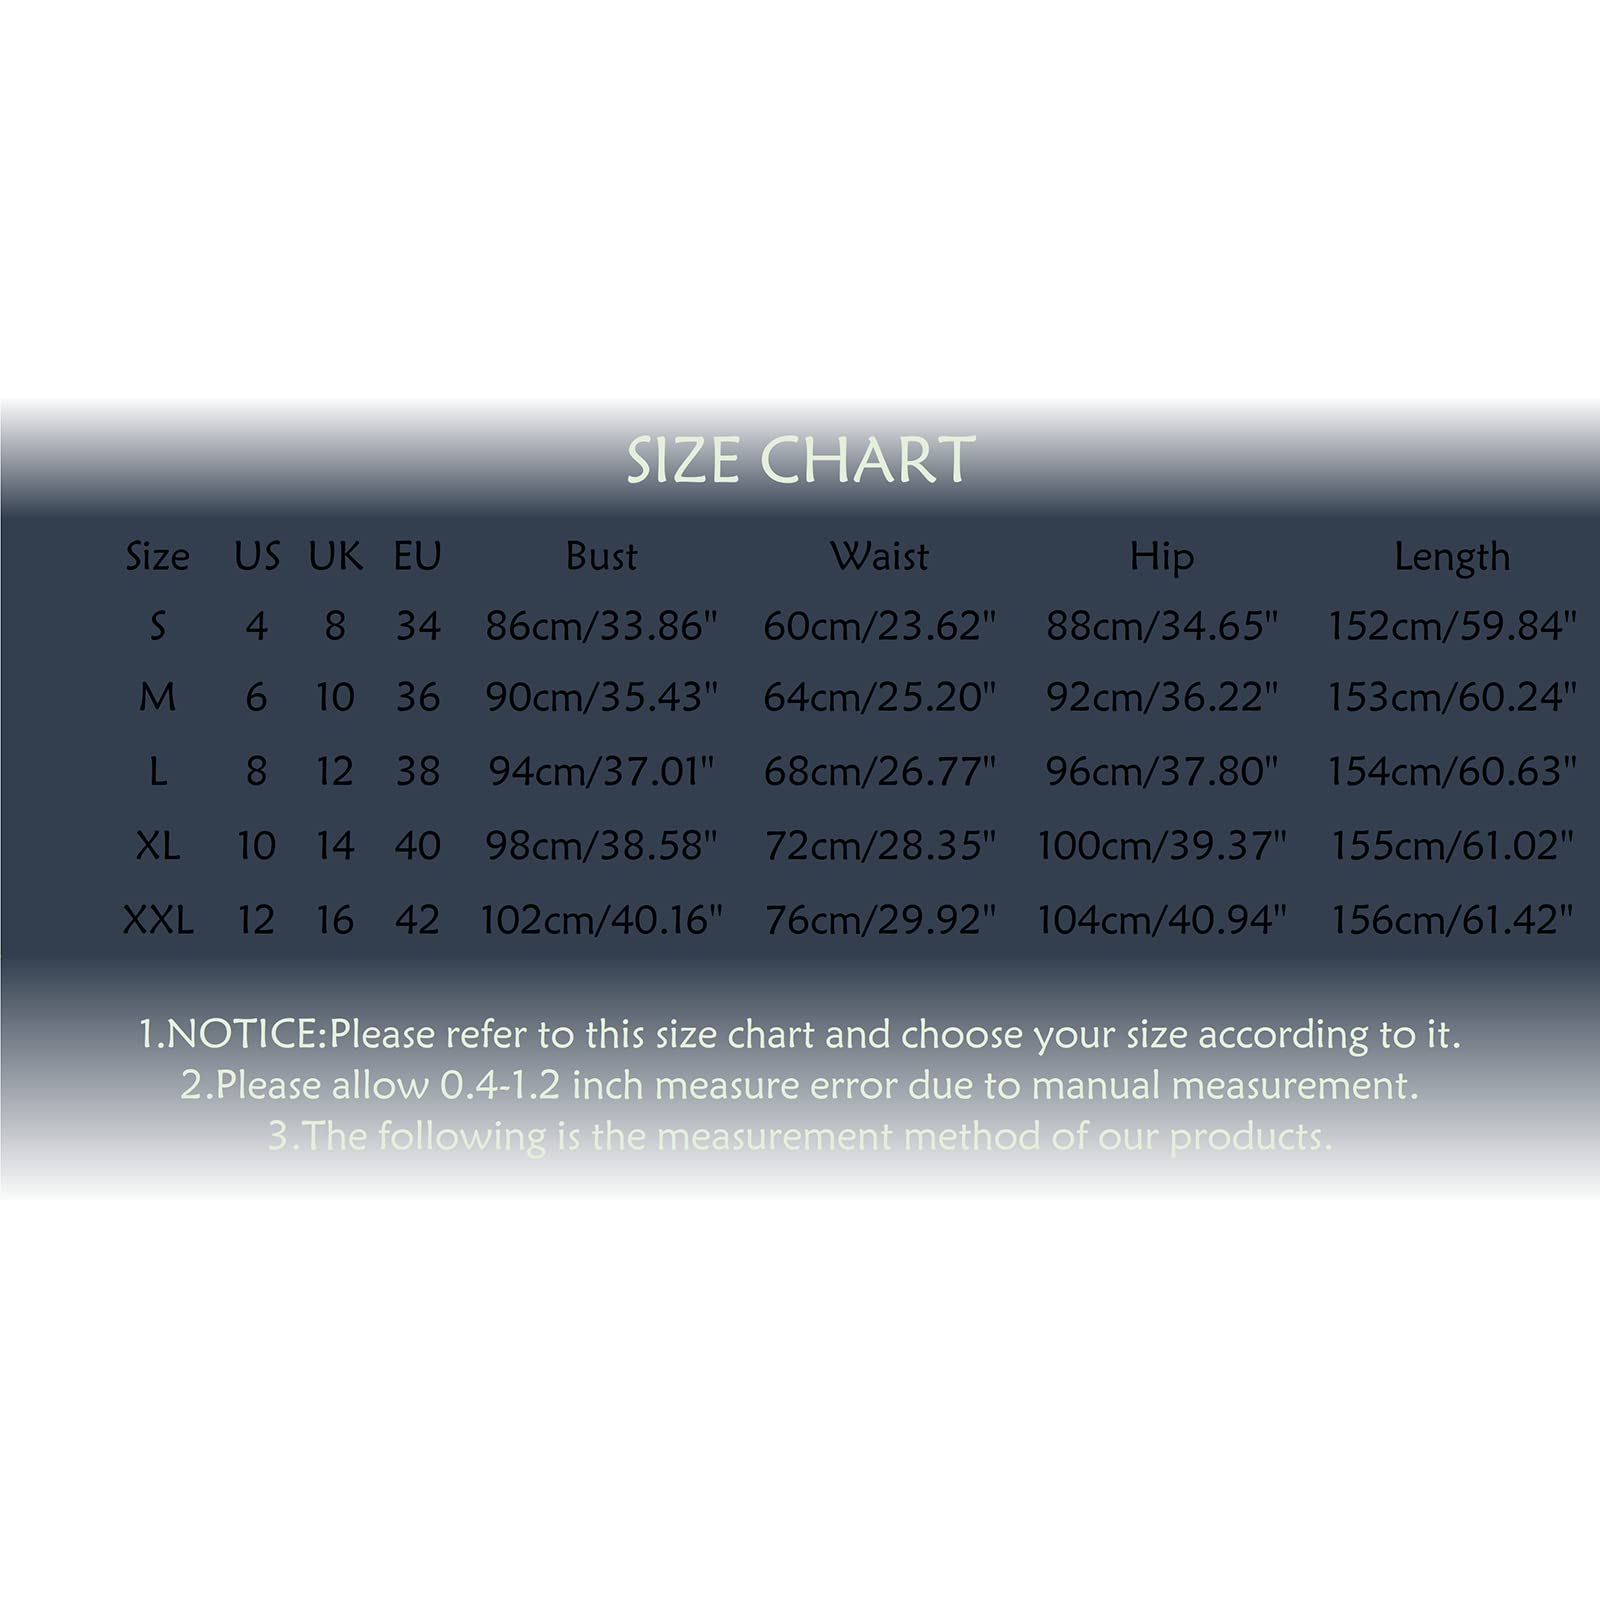 SIZE CHART
Size US UK EU Bust Waist Hip Length
S 4 8 34 86cm/33.86" 60cm/23.62" 88cm/34.65" 152cm/59.84"
M 6 10 36 90cm/35.43" 64cm/25.20" 92cm/36.22" 153cm/60.24"
L 8 12 38 94cm/37.01" 68cm/26.77" 96cm/37.80" 154cm/60.63"
XL 10 14 40 98cm/38.58" 72cm/28.35" 100cm/39.37" 155cm/61.02"
XXL 12 16 42 102cm/40.16" 76cm/29.92" 104cm/40.94" 156cm/61.42"
1.NOTICE:Please refer to this size chart and choose your size according to it.
2.Please allow 0.4-1.2 inch measure error due to manual measurement.
3.The following is the measurement method of our products.